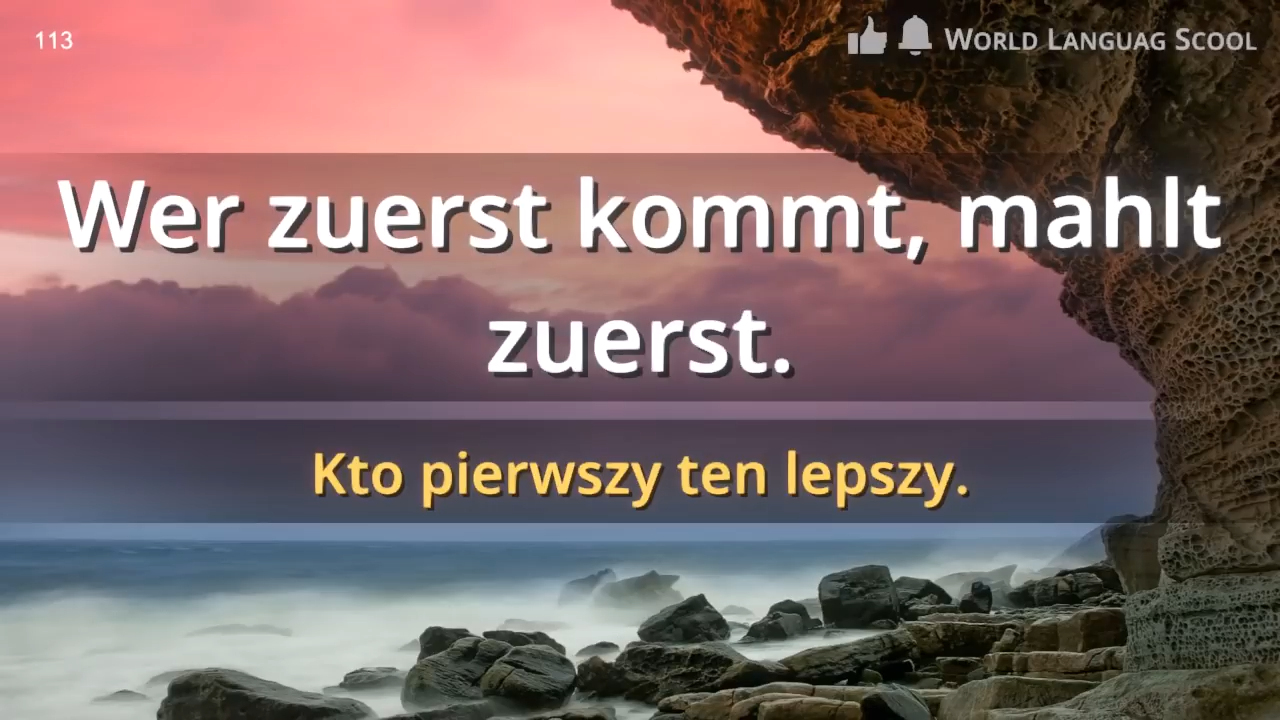 113
World Languag Scool
Wer zuerst kommt, mahlt
zuerst.
Kto pierwszy ten lepszy.